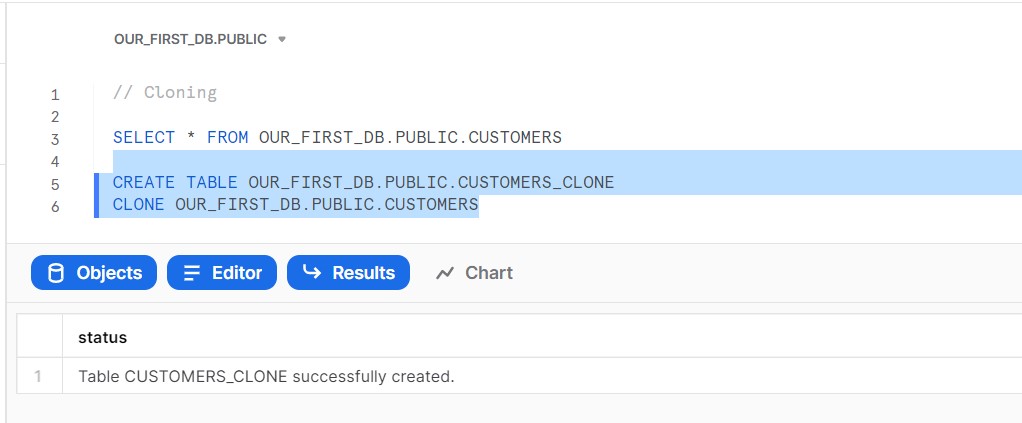 OUR_FIRST_DB.PUBLIC
1 // Cloning
2
3 SELECT * FROM OUR_FIRST_DB.PUBLIC.CUSTOMERS
4
5 CREATE TABLE OUR_FIRST_DB.PUBLIC.CUSTOMERS_CLONE
6 CLONE OUR_FIRST_DB.PUBLIC.CUSTOMERS
Objects Editor Results Chart
status
1 Table CUSTOMERS_CLONE successfully created.